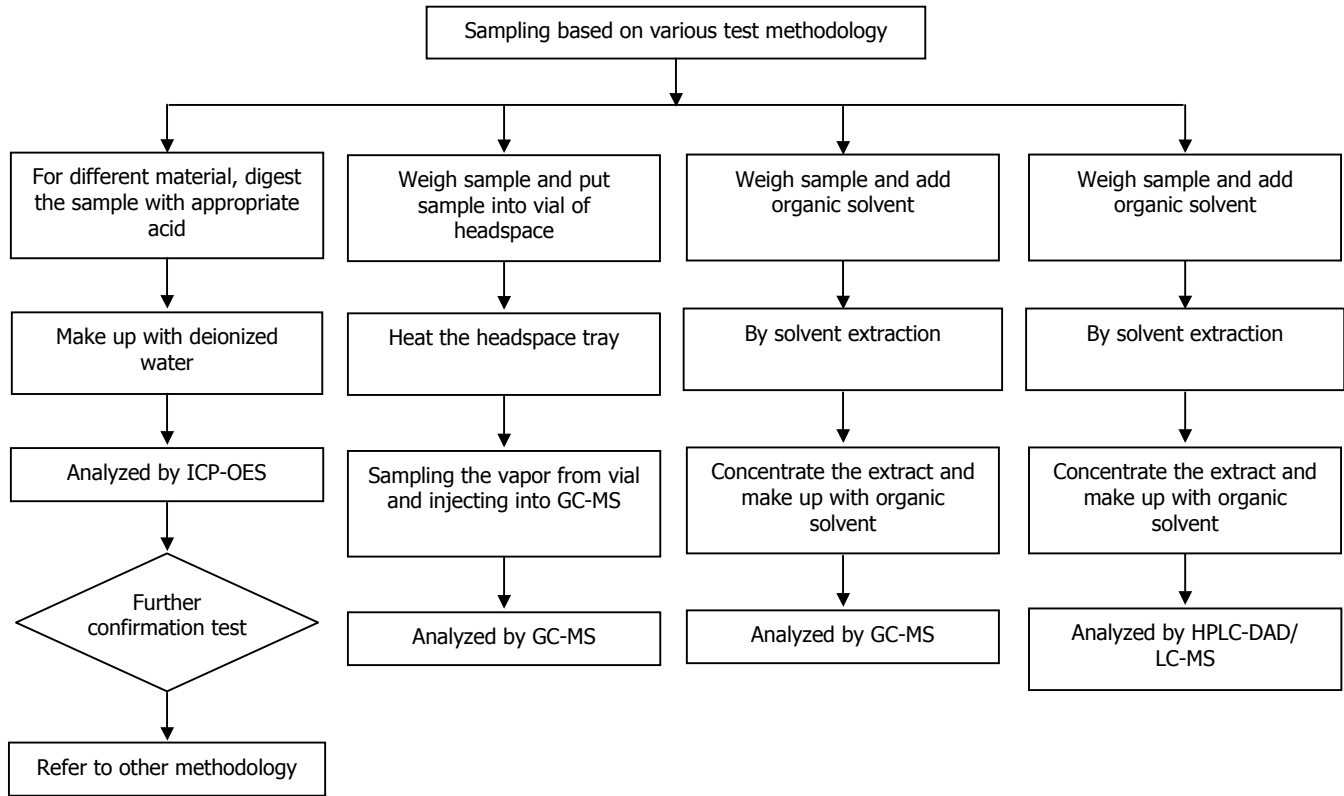 Sampling based on various test methodology
For different material, digest
the sample with appropriate
acid
Make up with deionized
water
Analyzed by ICP-OES
Further
confirmation test
Refer to other methodology
Weigh sample and put
sample into vial of
headspace
Heat the headspace tray
Sampling the vapor from vial
and injecting into GC-MS
Analyzed by GC-MS
Weigh sample and add
organic solvent
By solvent extraction
Concentrate the extract and
make up with organic
solvent
Analyzed by GC-MS
Weigh sample and add
organic solvent
By solvent extraction
Concentrate the extract and
make up with organic
solvent
Analyzed by HPLC-DAD/
LC-MS